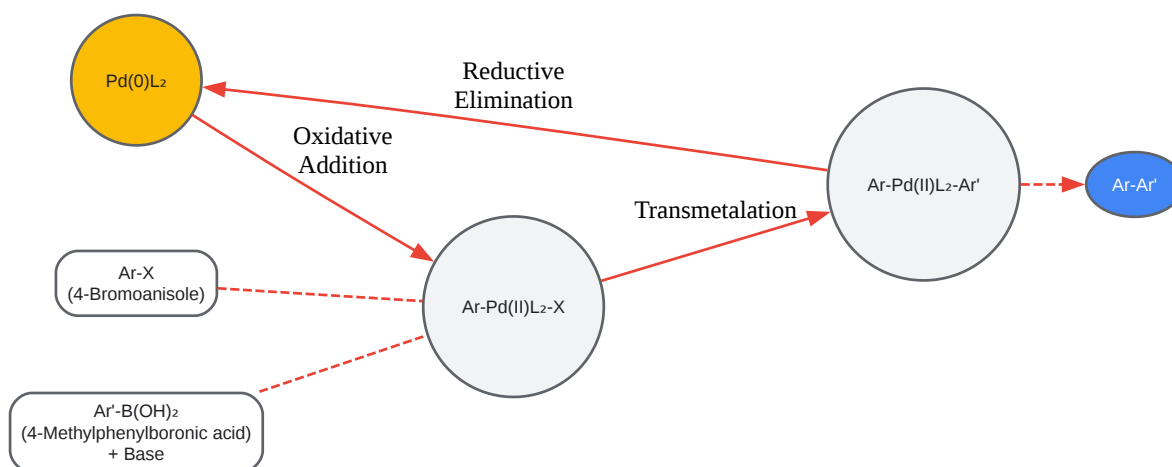 Pd(0)L₂
Reductive
Elimination
Oxidative
Addition
Ar-Pd(II)L₂-Ar'
Ar-Ar'
Transmetalation
Ar-X
(4-Bromoanisole)
Ar-Pd(II)L₂-X
Ar'-B(OH)₂
(4-Methylphenylboronic acid)
+ Base